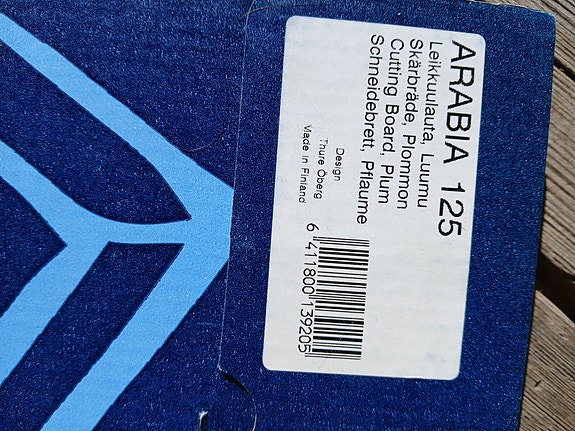 ARABIA 125
Leikkuulauta, Luumu
Skärbräde, Plommon
Cutting Board, Plum
Schneidebrett, Pflaume
Design
Thure Öberg
Made in Finland
6 411800 139205